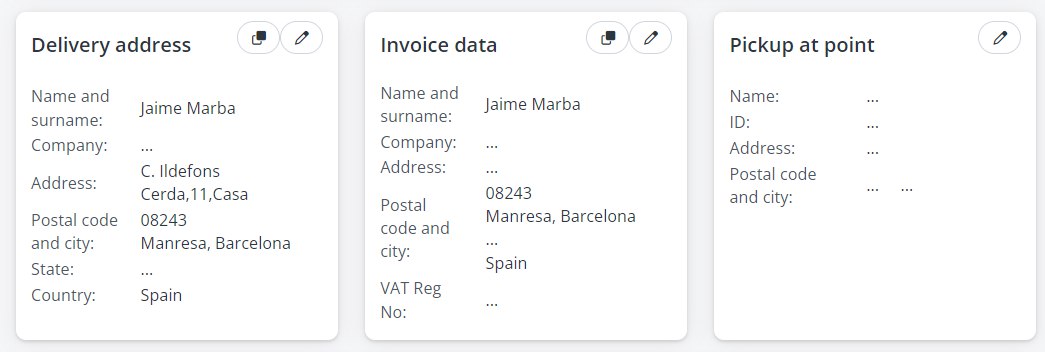 Delivery address
Name and
surname:
Jaime Marba
Company:
...
Address:
C. Ildefons
Cerda,11,Casa
Postal code
and city:
08243
Manresa, Barcelona
State:
...
Country:
Spain
Invoice data
Name and
surname:
Jaime Marba
Company:
...
Address:
...
Postal
code and
city:
08243
Manresa, Barcelona
...
Spain
VAT Reg
No:
...
Pickup at point
Name:
...
ID:
...
Address:
...
Postal code
and city:
... ...